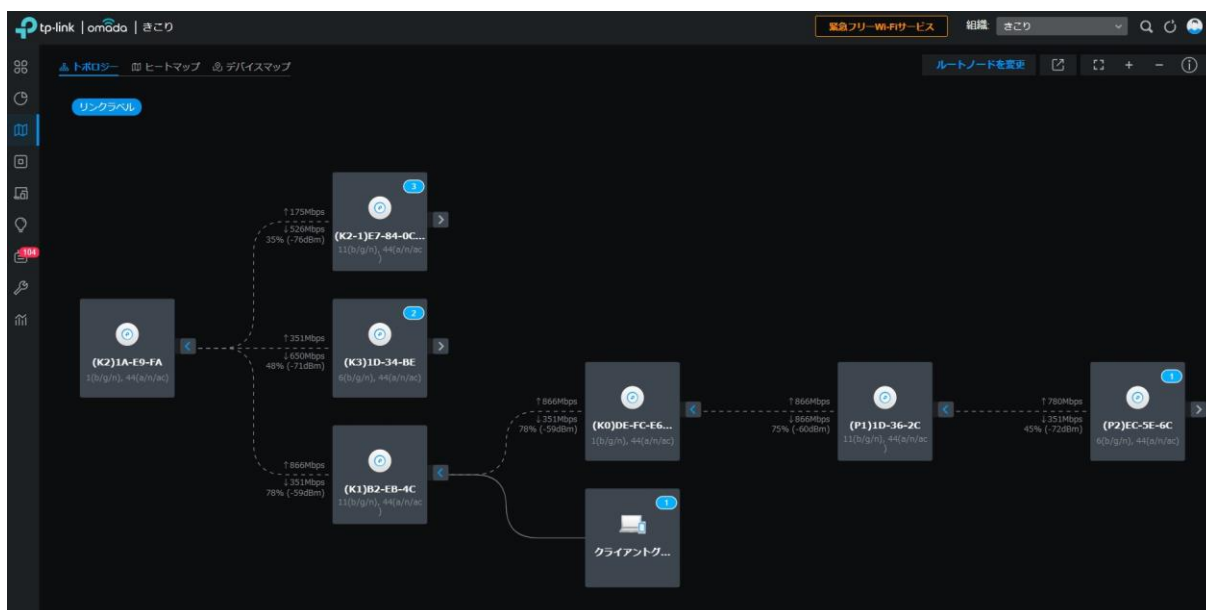 tp-link | omada | きこり
緊急フリーWi-Fiサービス
組織: きこり
トポロジー ヒートマップ デバイスマップ
ルートノードを変更
リンクラベル
104
↑175Mbps
↓526Mbps
35% (-76dBm)
3
(K2-1)E7-84-0C...
11(b/g/n), 44(a/n/ac
)
(K2)1A-E9-FA
1(b/g/n), 44(a/n/ac)
↑351Mbps
↓650Mbps
48% (-71dBm)
2
(K3)1D-34-BE
6(b/g/n), 44(a/n/ac)
↑866Mbps
↓351Mbps
78% (-59dBm)
(K1)B2-EB-4C
11(b/g/n), 44(a/n/ac
)
↑866Mbps
↓351Mbps
78% (-59dBm)
(K0)DE-FC-E6...
1(b/g/n), 44(a/n/ac)
↑866Mbps
↓866Mbps
75% (-60dBm)
(P1)1D-36-2C
11(b/g/n), 44(a/n/ac
)
↑780Mbps
↓351Mbps
45% (-72dBm)
1
(P2)EC-5E-6C
6(b/g/n), 44(a/n/ac)
1
クライアントグ...